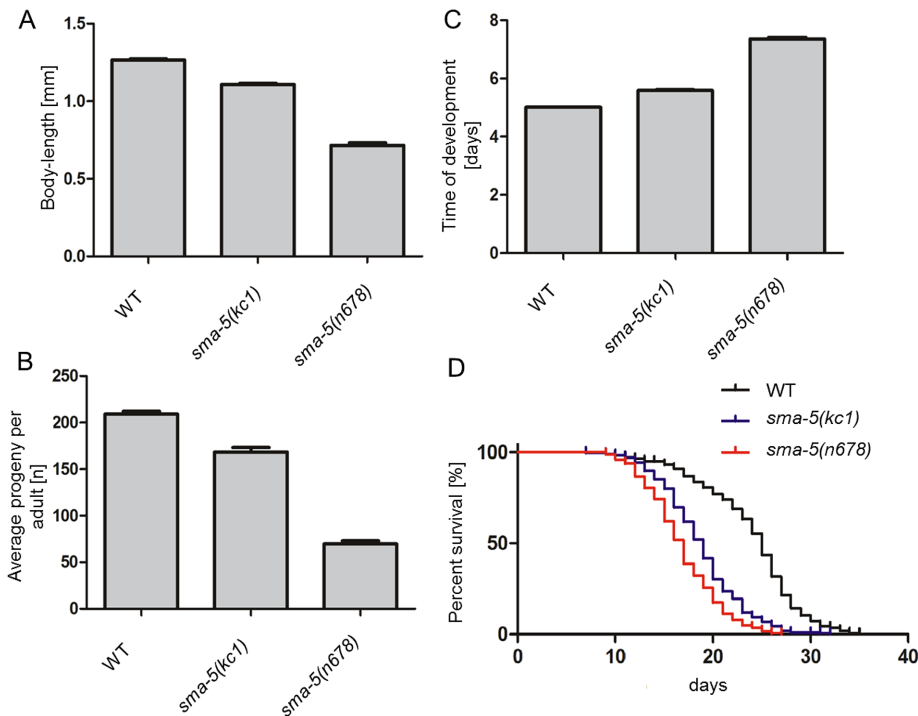 A
1.5
1.0
0.5
0.0
Body-length [mm]
WT
sma-5(kc1)
sma-5(n678)
C
8
6
4
2
0
Time of development
[days]
WT
sma-5(kc1)
sma-5(n678)
B
250
200
150
100
50
0
Average progeny per
adult [n]
WT
sma-5(kc1)
sma-5(n678)
D
WT
sma-5(kc1)
sma-5(n678)
100
50
0
Percent survival [%]
0
10
20
30
40
days